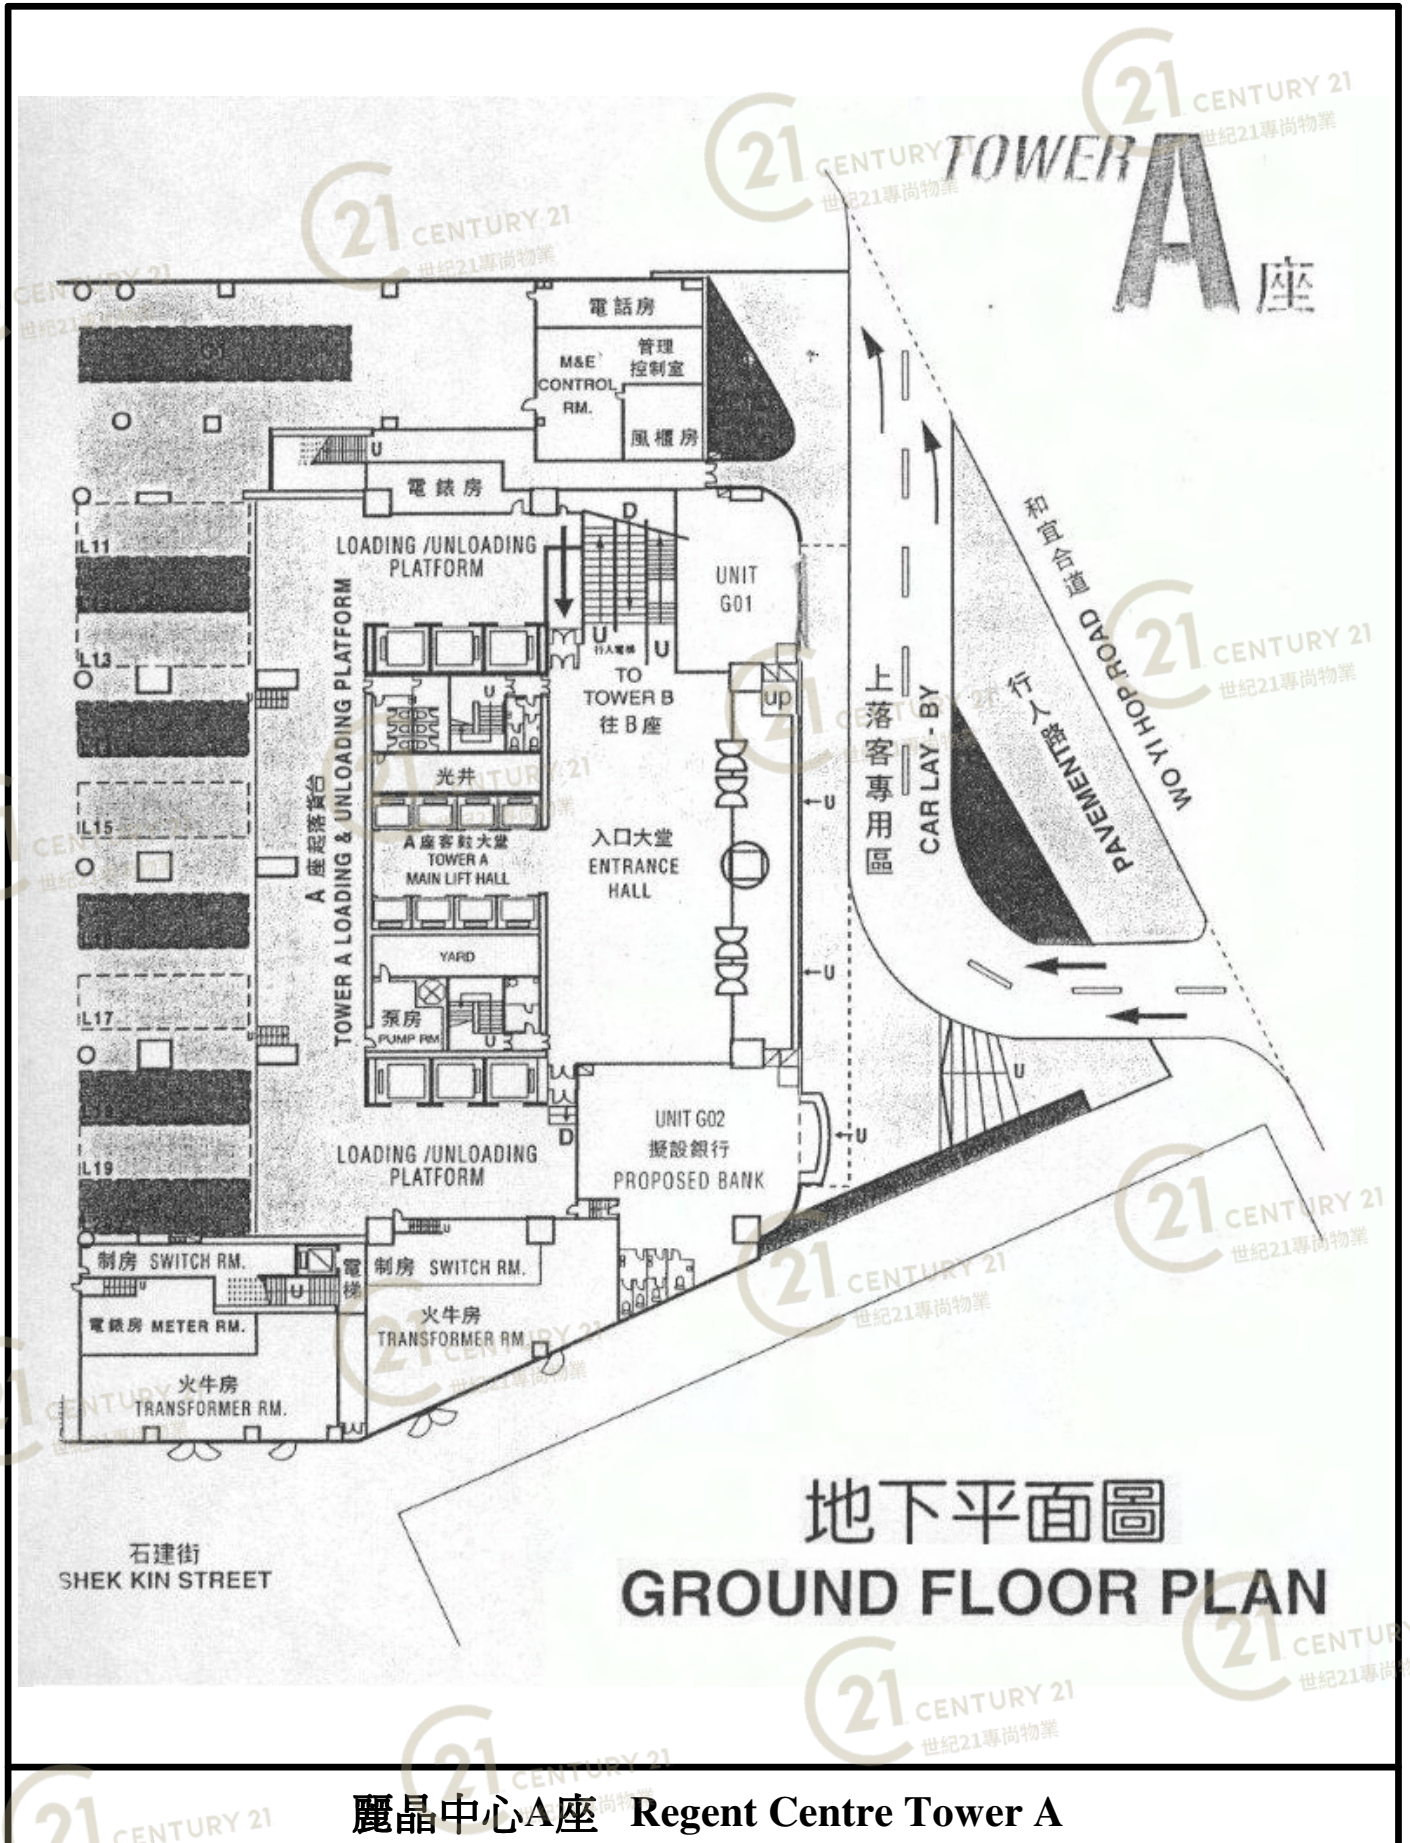 TOWER A 座
電話房
管理
控制室
M&E
CONTROL
RM.
風櫃房
U
電錶房
D
LOADING /UNLOADING
PLATFORM
UNIT
G01
L11
L13
L15
L17
L19
U
行人電梯
U
TO
TOWER B
往 B 座
up
A 座起落貨台
TOWER A LOADING & UNLOADING PLATFORM
光井
A 座客䢂大堂
TOWER A
MAIN LIFT HALL
入口大堂
ENTRANCE
HALL
YARD
泵房
PUMP RM
U
U
U
U
上落客專用區
CAR LAY - BY
行人路
PAVEMENT
和宜合道
WO YI HOP ROAD
U
UNIT G02
擬設銀行
PROPOSED BANK
U
D
LOADING /UNLOADING
PLATFORM
U
制房 SWITCH RM.
電梯
制房 SWITCH RM.
U
U
電錶房 METER RM.
火牛房
TRANSFORMER RM.
火牛房
TRANSFORMER RM.
石建街
SHEK KIN STREET
地下平面圖
GROUND FLOOR PLAN
麗晶中心A座 Regent Centre Tower A
21 CENTURY 21
世紀21專尚物業